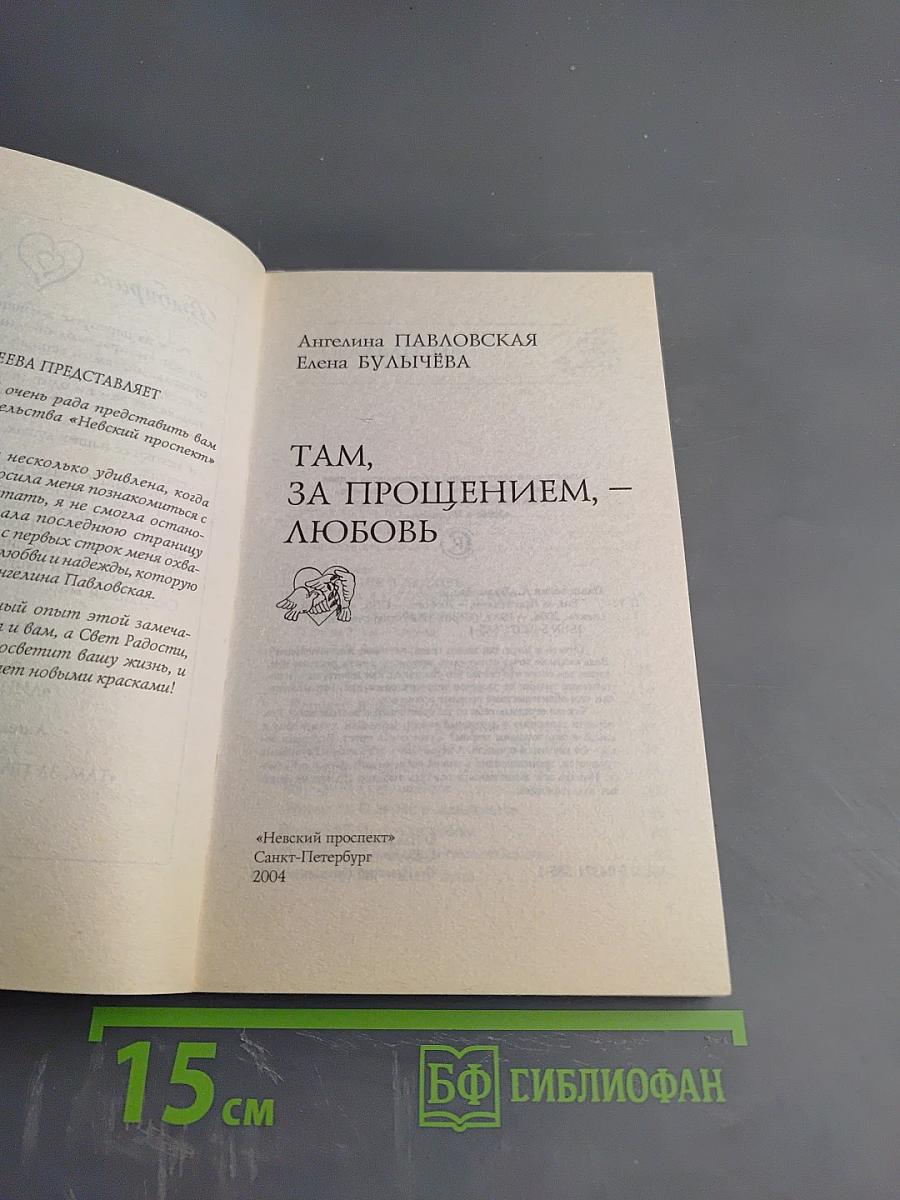 ЕЕВА ПРЕДСТАВЛЯЕТ
очень рада представить вам
ельства «Невский проспект»
несколько удивлена, когда
осила меня познакомиться с
тать, я не смогла остано-
ала последнюю страницу
с первых строк меня охва-
любви и надежды, которую
нгелина Павловская.
ный опыт этой замеча-
и вам, а Свет Радости,
осветит вашу жизнь, и
ет новыми красками!
Ангелина ПАВЛОВСКАЯ
Елена БУЛЫЧЁВА
ТАМ,
ЗА ПРОЩЕНИЕМ, –
ЛЮБОВЬ
«Невский проспект»
Санкт-Петербург
2004
15 см
БФ БИБЛИОФАН